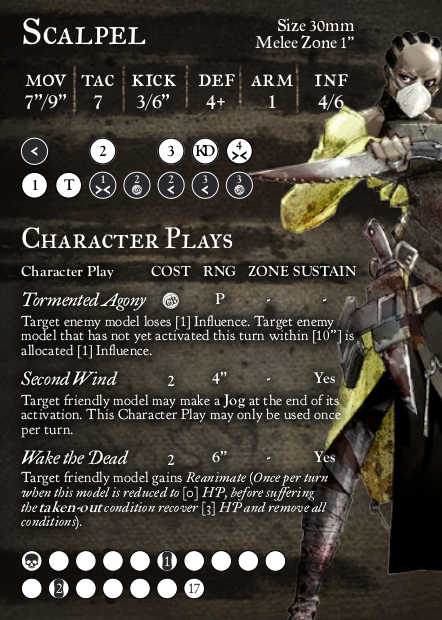 Scalpel
Size 30mm
Melee Zone 1"
MOV TAC KICK DEF ARM INF
7"/9" 7 3/6" 4+ 1 4/6
< 2 3 KD 4 ><
1 T 1 >< 2 2 < 3 < 3
Character Plays
Character Play COST RNG ZONE SUSTAIN
Tormented Agony GB P - -
Target enemy model loses [1] Influence. Target enemy
model that has not yet activated this turn within [10"] is
allocated [1] Influence.
Second Wind 2 4" - Yes
Target friendly model may make a Jog at the end of its
activation. This Character Play may only be used once
per turn.
Wake the Dead 2 6" - Yes
Target friendly model gains Reanimate (Once per turn
when this model is reduced to [0] HP, before suffering
the taken-out condition recover [3] HP and remove all
conditions).
1
2 17